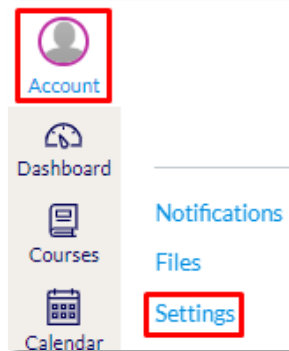 Account
Dashboard
Courses
Calendar
Notifications
Files
Settings